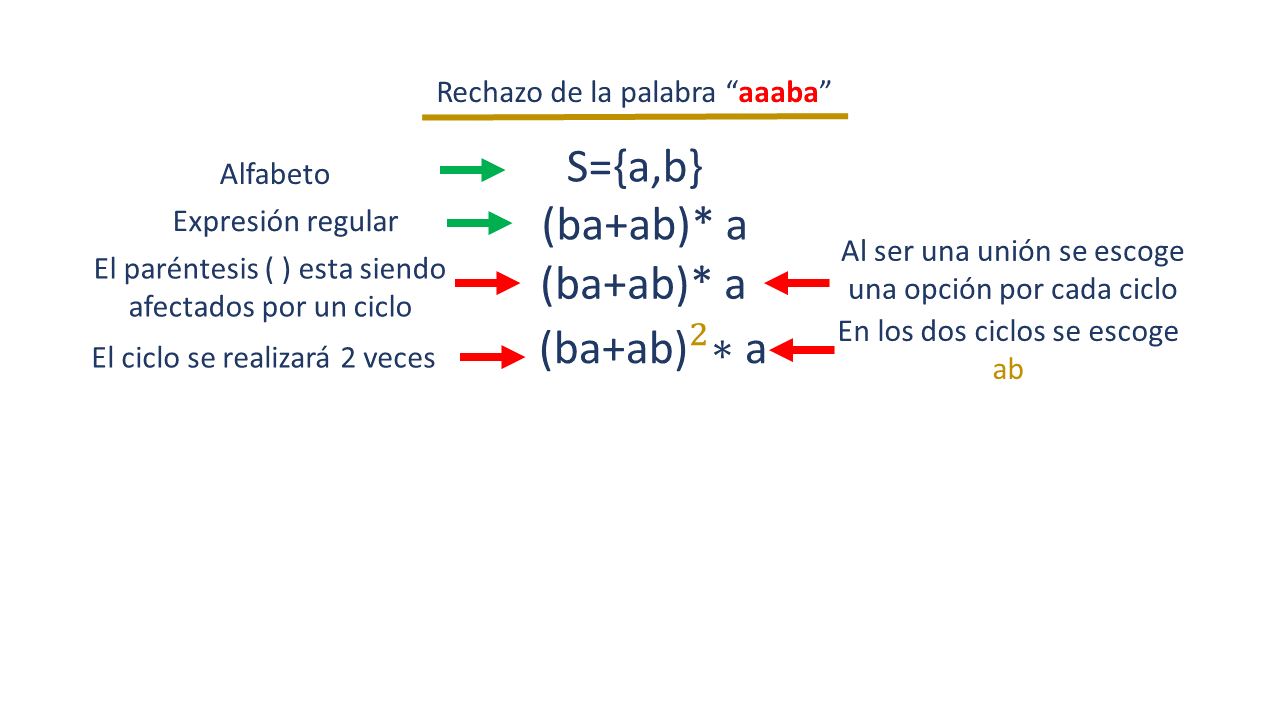 Rechazo de la palabra “aaaba”
Alfabeto
S={a,b}
Expresión regular
(ba+ab)* a
El paréntesis ( ) esta siendo
afectados por un ciclo
(ba+ab)* a
Al ser una unión se escoge
una opción por cada ciclo
El ciclo se realizará 2 veces
(ba+ab)²∗ a
En los dos ciclos se escoge
ab